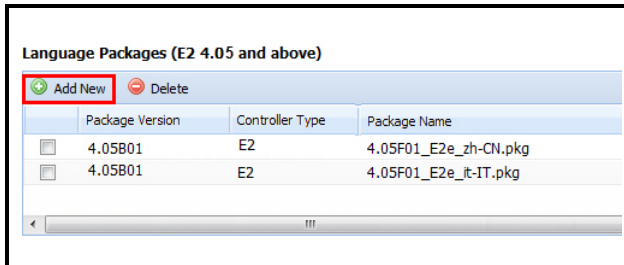 Language Packages (E2 4.05 and above)
Add New Delete
Package Version Controller Type Package Name
4.05B01 E2 4.05F01_E2e_zh-CN.pkg
4.05B01 E2 4.05F01_E2e_it-IT.pkg